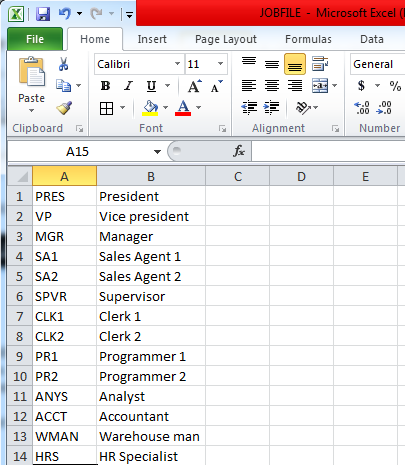 JOBFILE - Microsoft Excel (
File Home Insert Page Layout Formulas
Paste
Calibri 11 General
B I U A A
$ %
Clipboard Font Alignment Number
A15 fx
A B C D E
1 PRES President
2 VP Vice president
3 MGR Manager
4 SA1 Sales Agent 1
5 SA2 Sales Agent 2
6 SPVR Supervisor
7 CLK1 Clerk 1
8 CLK2 Clerk 2
9 PR1 Programmer 1
10 PR2 Programmer 2
11 ANYS Analyst
12 ACCT Accountant
13 WMAN Warehouse man
14 HRS HR Specialist